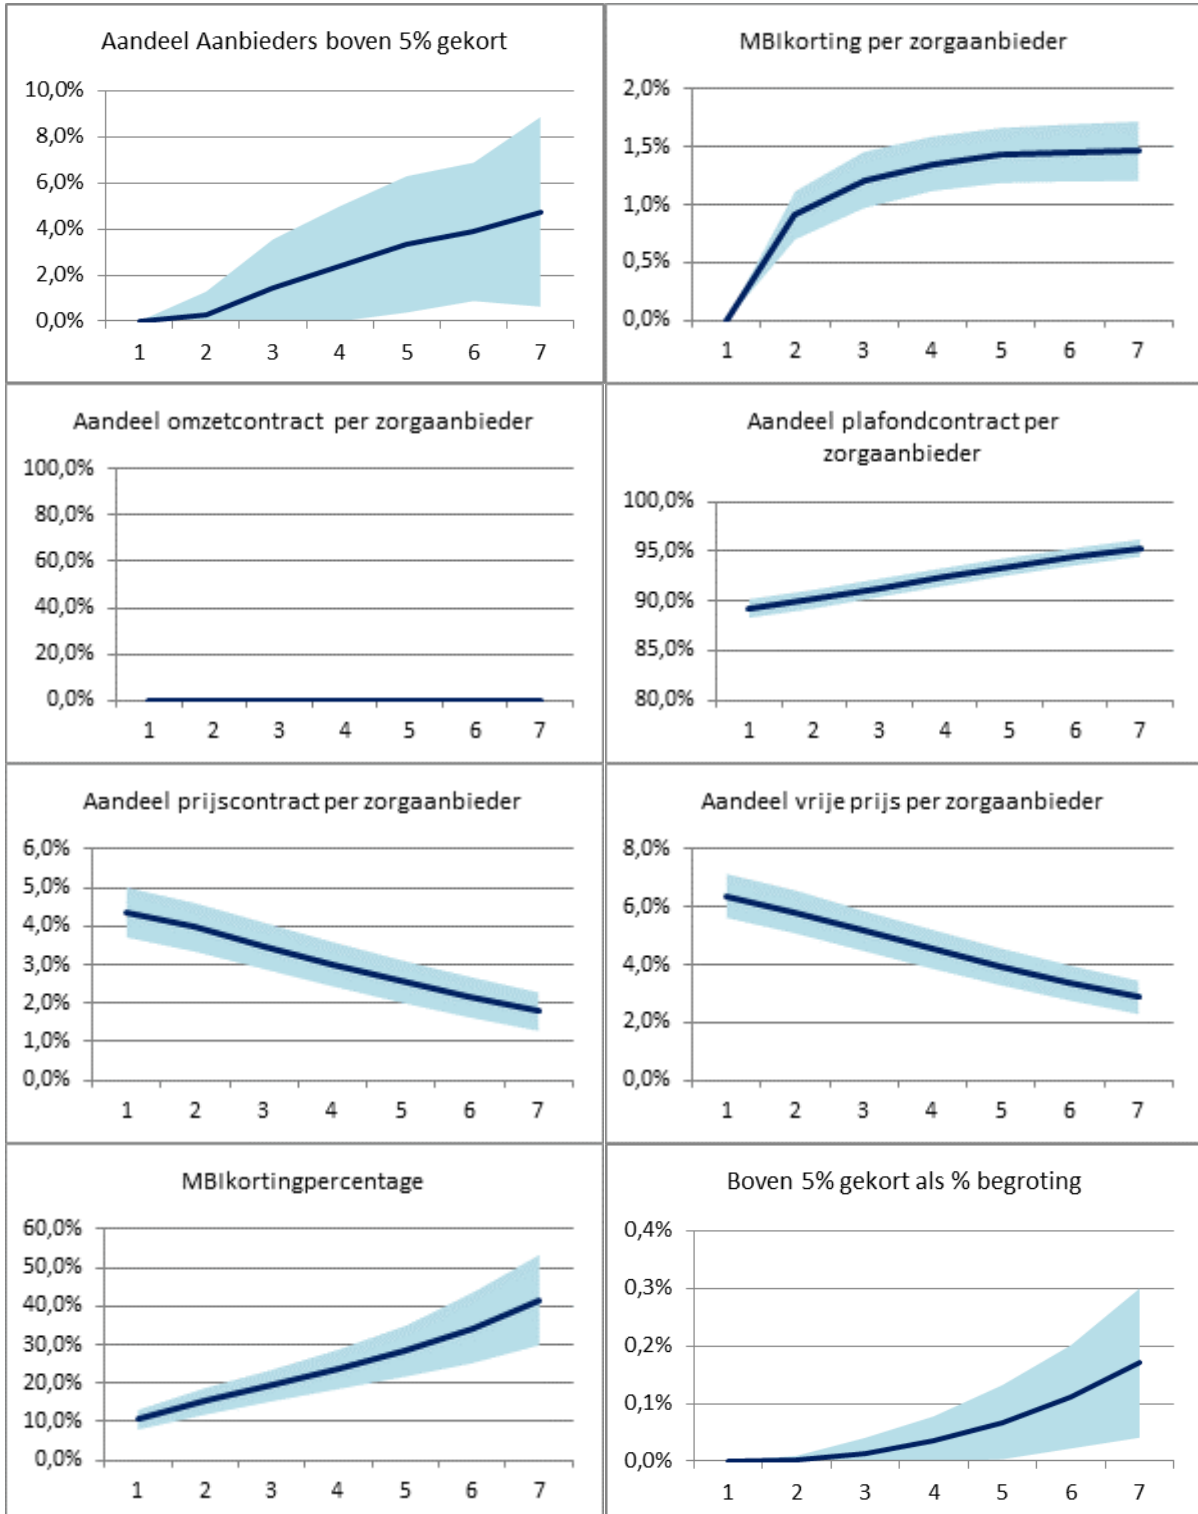 Aandeel Aanbieders boven 5% gekort
10,0%
8,0%
6,0%
4,0%
2,0%
0,0%
1 2 3 4 5 6 7
MBIkorting per zorgaanbieder
2,0%
1,5%
1,0%
0,5%
0,0%
1 2 3 4 5 6 7
Aandeel omzetcontract per zorgaanbieder
100,0%
80,0%
60,0%
40,0%
20,0%
0,0%
1 2 3 4 5 6 7
Aandeel plafondcontract per
zorgaanbieder
100,0%
95,0%
90,0%
85,0%
80,0%
1 2 3 4 5 6 7
Aandeel prijscontract per zorgaanbieder
6,0%
5,0%
4,0%
3,0%
2,0%
1,0%
0,0%
1 2 3 4 5 6 7
Aandeel vrije prijs per zorgaanbieder
8,0%
6,0%
4,0%
2,0%
0,0%
1 2 3 4 5 6 7
MBIkortingpercentage
60,0%
50,0%
40,0%
30,0%
20,0%
10,0%
0,0%
1 2 3 4 5 6 7
Boven 5% gekort als % begroting
0,4%
0,3%
0,2%
0,1%
0,0%
1 2 3 4 5 6 7